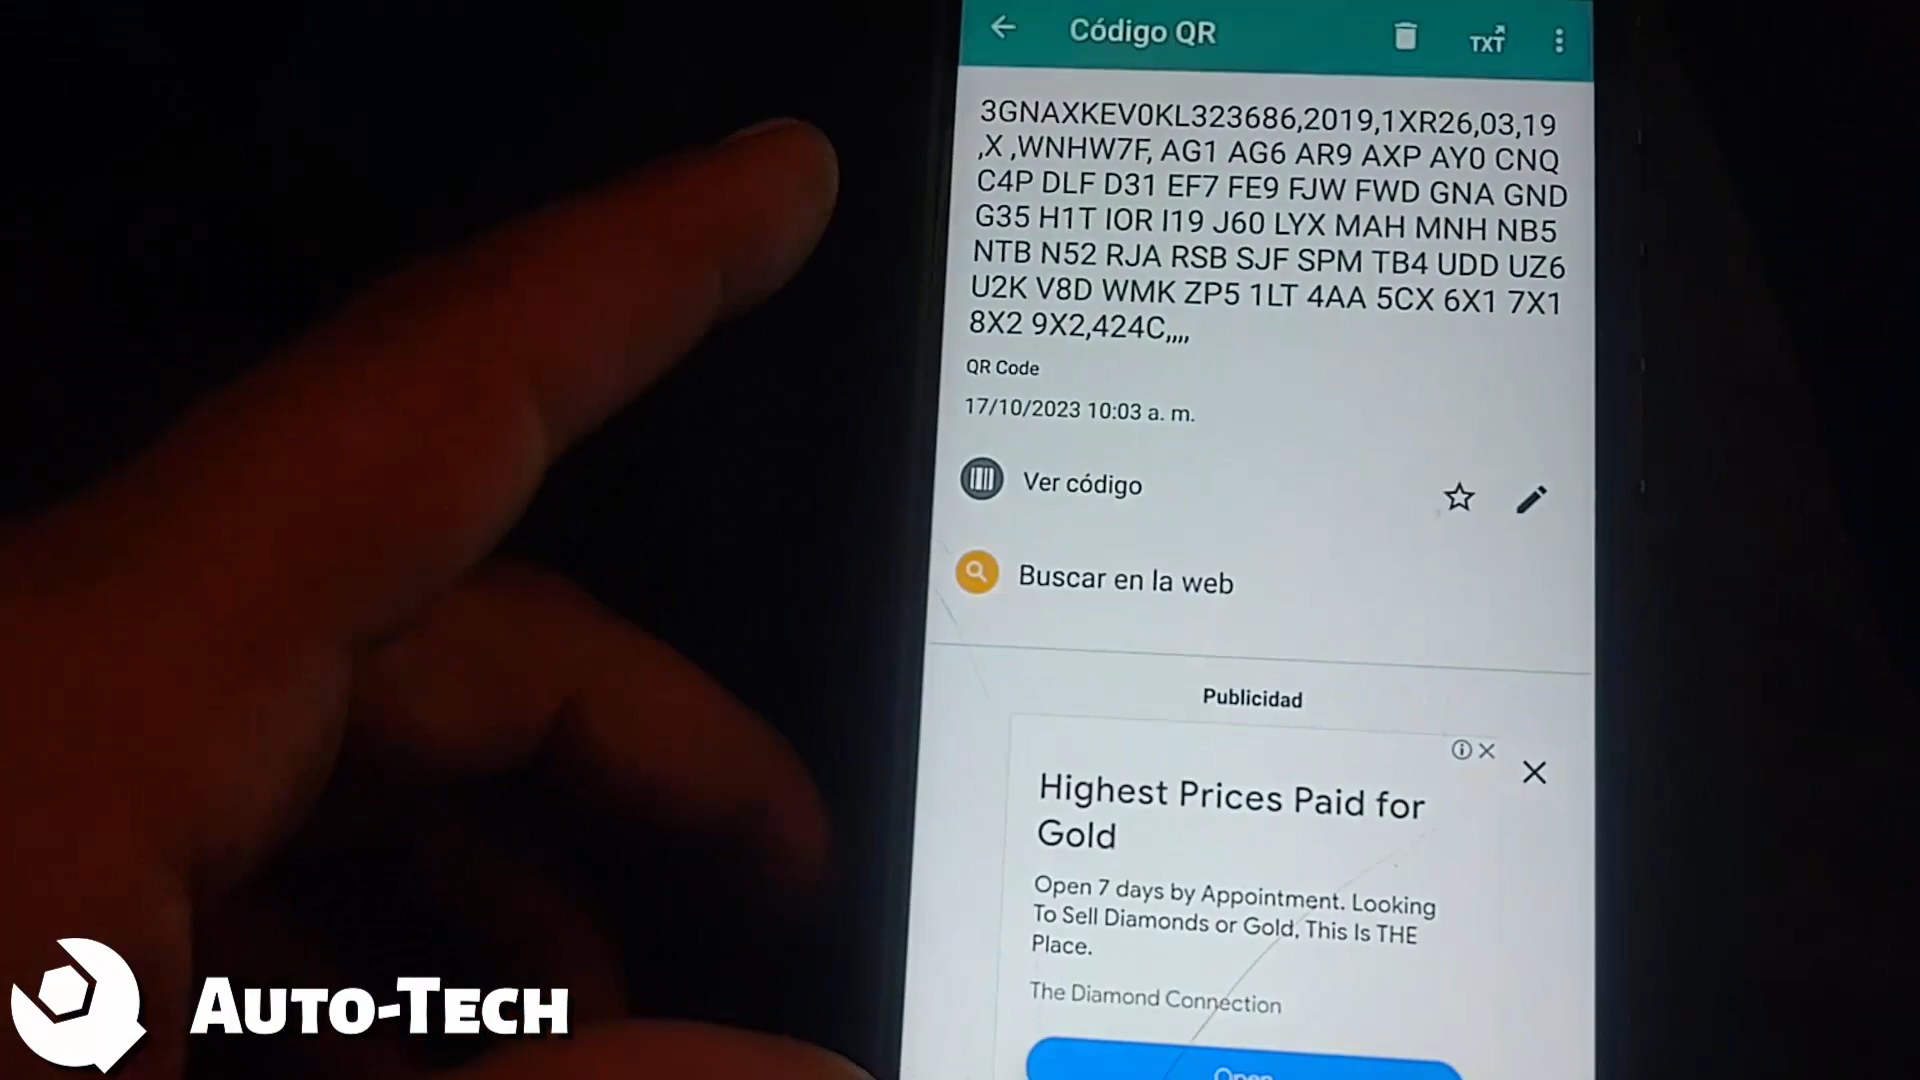 Código QR
TXT
3GNAXKEV0KL323686,2019,1XR26,03,19
,X ,WNHW7F, AG1 AG6 AR9 AXP AY0 CNQ
C4P DLF D31 EF7 FE9 FJW FWD GNA GND
G35 H1T IOR I19 J60 LYX MAH MNH NB5
NTB N52 RJA RSB SJF SPM TB4 UDD UZ6
U2K V8D WMK ZP5 1LT 4AA 5CX 6X1 7X1
8X2 9X2,424C,,,,
QR Code
17/10/2023 10:03 a. m.
Ver código
Buscar en la web
Publicidad
Highest Prices Paid for
Gold
Open 7 days by Appointment. Looking
To Sell Diamonds or Gold, This Is THE
Place.
The Diamond Connection
Open
AUTO-TECH